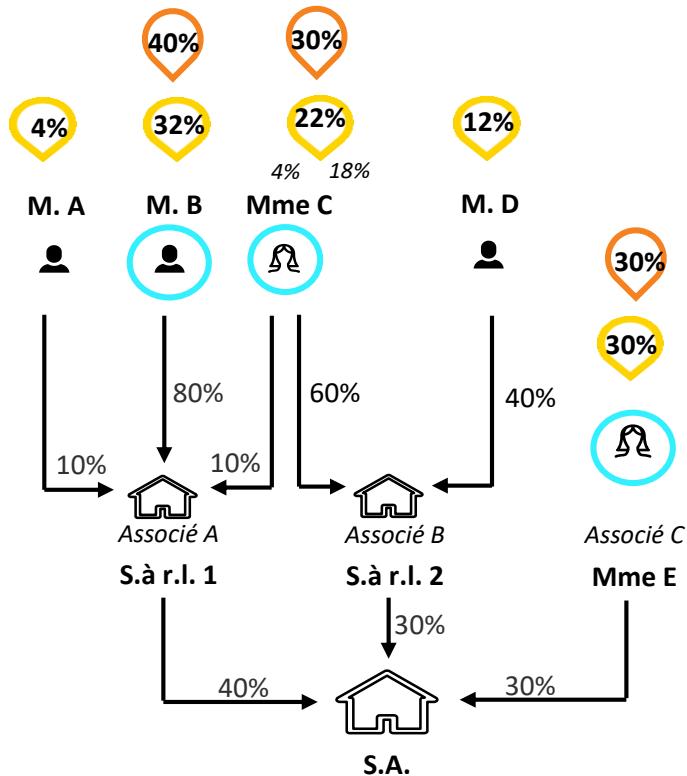 40% 30%
4% 32% 22% 12%
4% 18%
M. A M. B Mme C M. D
30%
30%
80% 60% 40%
10% 10%
Associé A Associé B Associé C
S.à r.l. 1 S.à r.l. 2 Mme E
30%
40% 30%
S.A.